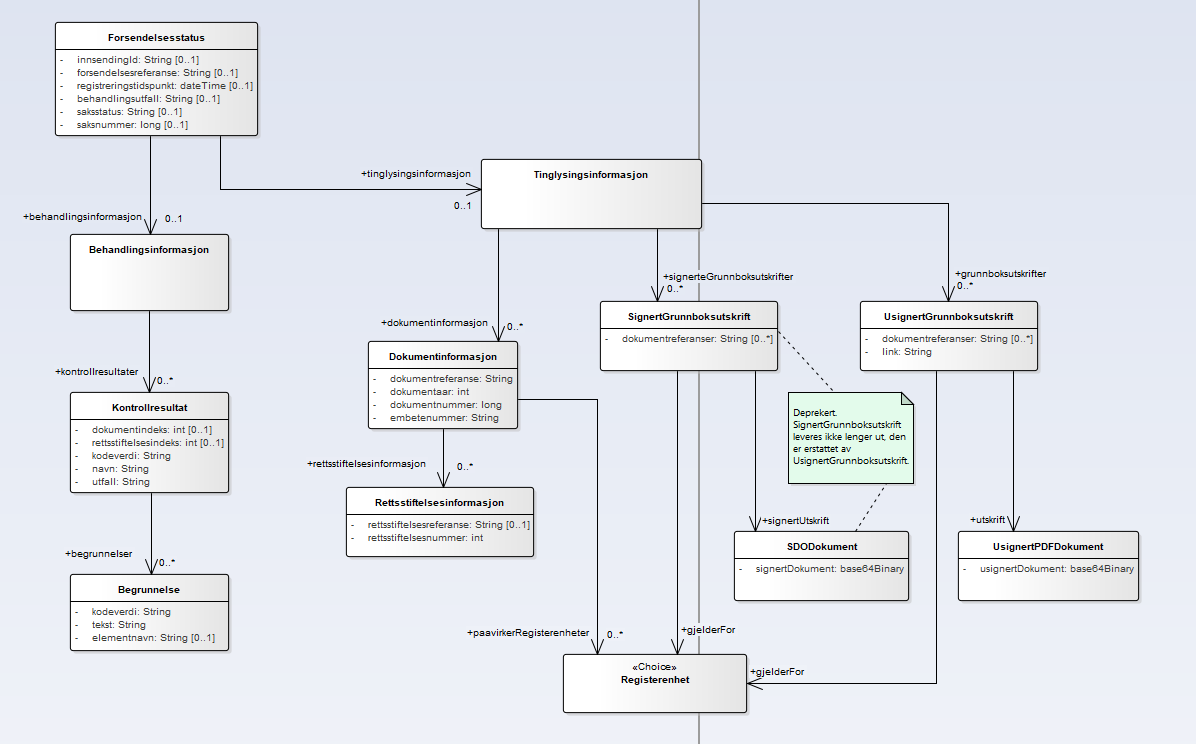 Forsendelsesstatus
- innsendingId: String [0..1]
- forsendelsesreferanse: String [0..1]
- registreringstidspunkt: dateTime [0..1]
- behandlingsutfall: String [0..1]
- saksstatus: String [0..1]
- saksnummer: long [0..1]
+tinglysingsinformasjon
0..1
Tinglysingsinformasjon
+behandlingsinformasjon
0..1
Behandlingsinformasjon
+kontrollresultater
0..*
Kontrollresultat
- dokumentindeks: int [0..1]
- rettsstiftelsesindeks: int [0..1]
- kodeverdi: String
- navn: String
- utfall: String
+begrunnelser
0..*
Begrunnelse
- kodeverdi: String
- tekst: String
- elementnavn: String [0..1]
+dokumentinformasjon
0..*
Dokumentinformasjon
- dokumentreferanse: String
- dokumentaar: int
- dokumentnummer: long
- embetenummer: String
+rettsstiftelsesinformasjon
0..*
Rettsstiftelsesinformasjon
- rettsstiftelsesreferanse: String [0..1]
- rettsstiftelsesnummer: int
+signerteGrunnboksutskrifter
0..*
SignertGrunnboksutskrift
- dokumentreferanser: String [0..*]
+grunnboksutskrifter
0..*
UsignertGrunnboksutskrift
- dokumentreferanser: String [0..*]
- link: String
Deprekert.
SignertGrunnboksutskrift
leveres ikke lenger ut, den
er erstattet av
UsignertGrunnboksutskrift.
+signertUtskrift
SDODokument
- signertDokument: base64Binary
+utskrift
UsignertPDFDokument
- usignertDokument: base64Binary
+paavirkerRegisterenheter
0..*
+gjelderFor
+gjelderFor
«Choice»
Registerenhet